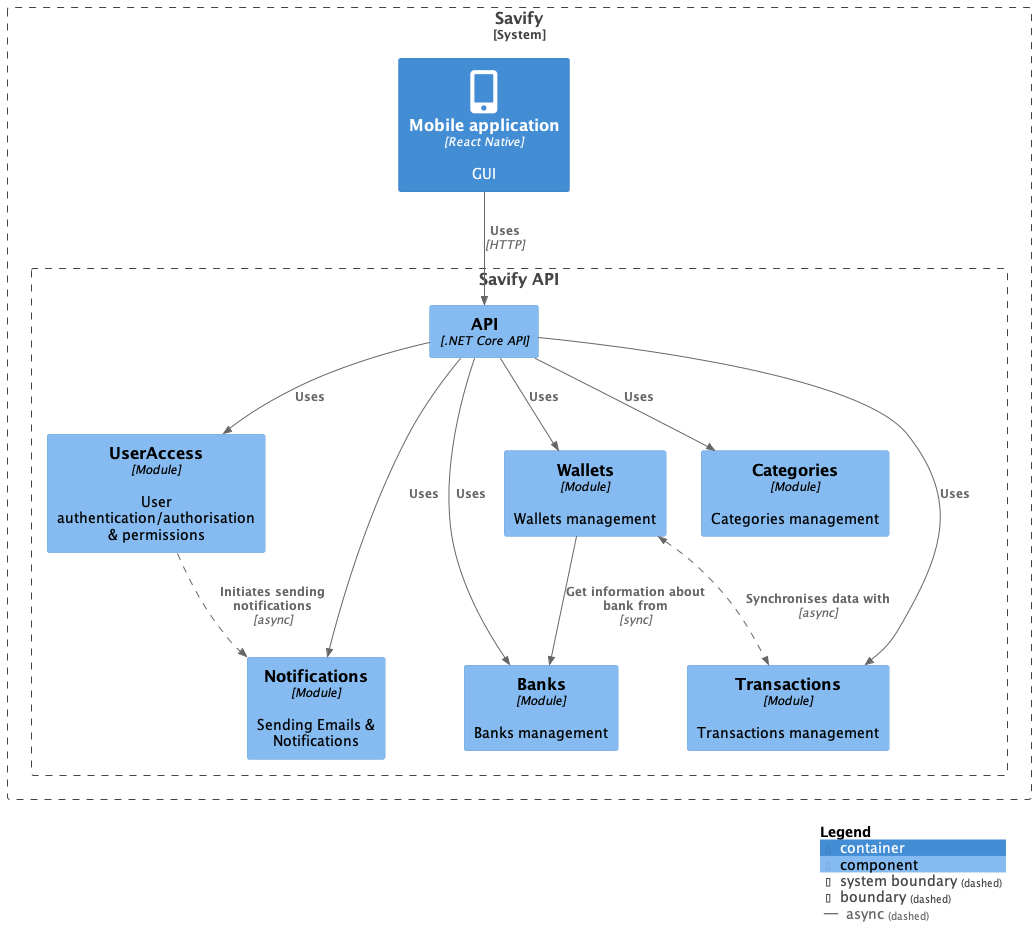 Savify
[System]
Mobile application
[React Native]
GUI
Uses
[HTTP]
Savify API
API
[.NET Core API]
Uses
Uses
Uses
UserAccess
[Module]
User
authentication/authorisation
& permissions
Wallets
[Module]
Wallets management
Categories
[Module]
Categories management
Uses
Uses
Uses
Initiates sending
notifications
[async]
Get information about
bank from
[sync]
Synchronises data with
[async]
Notifications
[Module]
Sending Emails &
Notifications
Banks
[Module]
Banks management
Transactions
[Module]
Transactions management
Legend
container
component
system boundary (dashed)
boundary (dashed)
async (dashed)